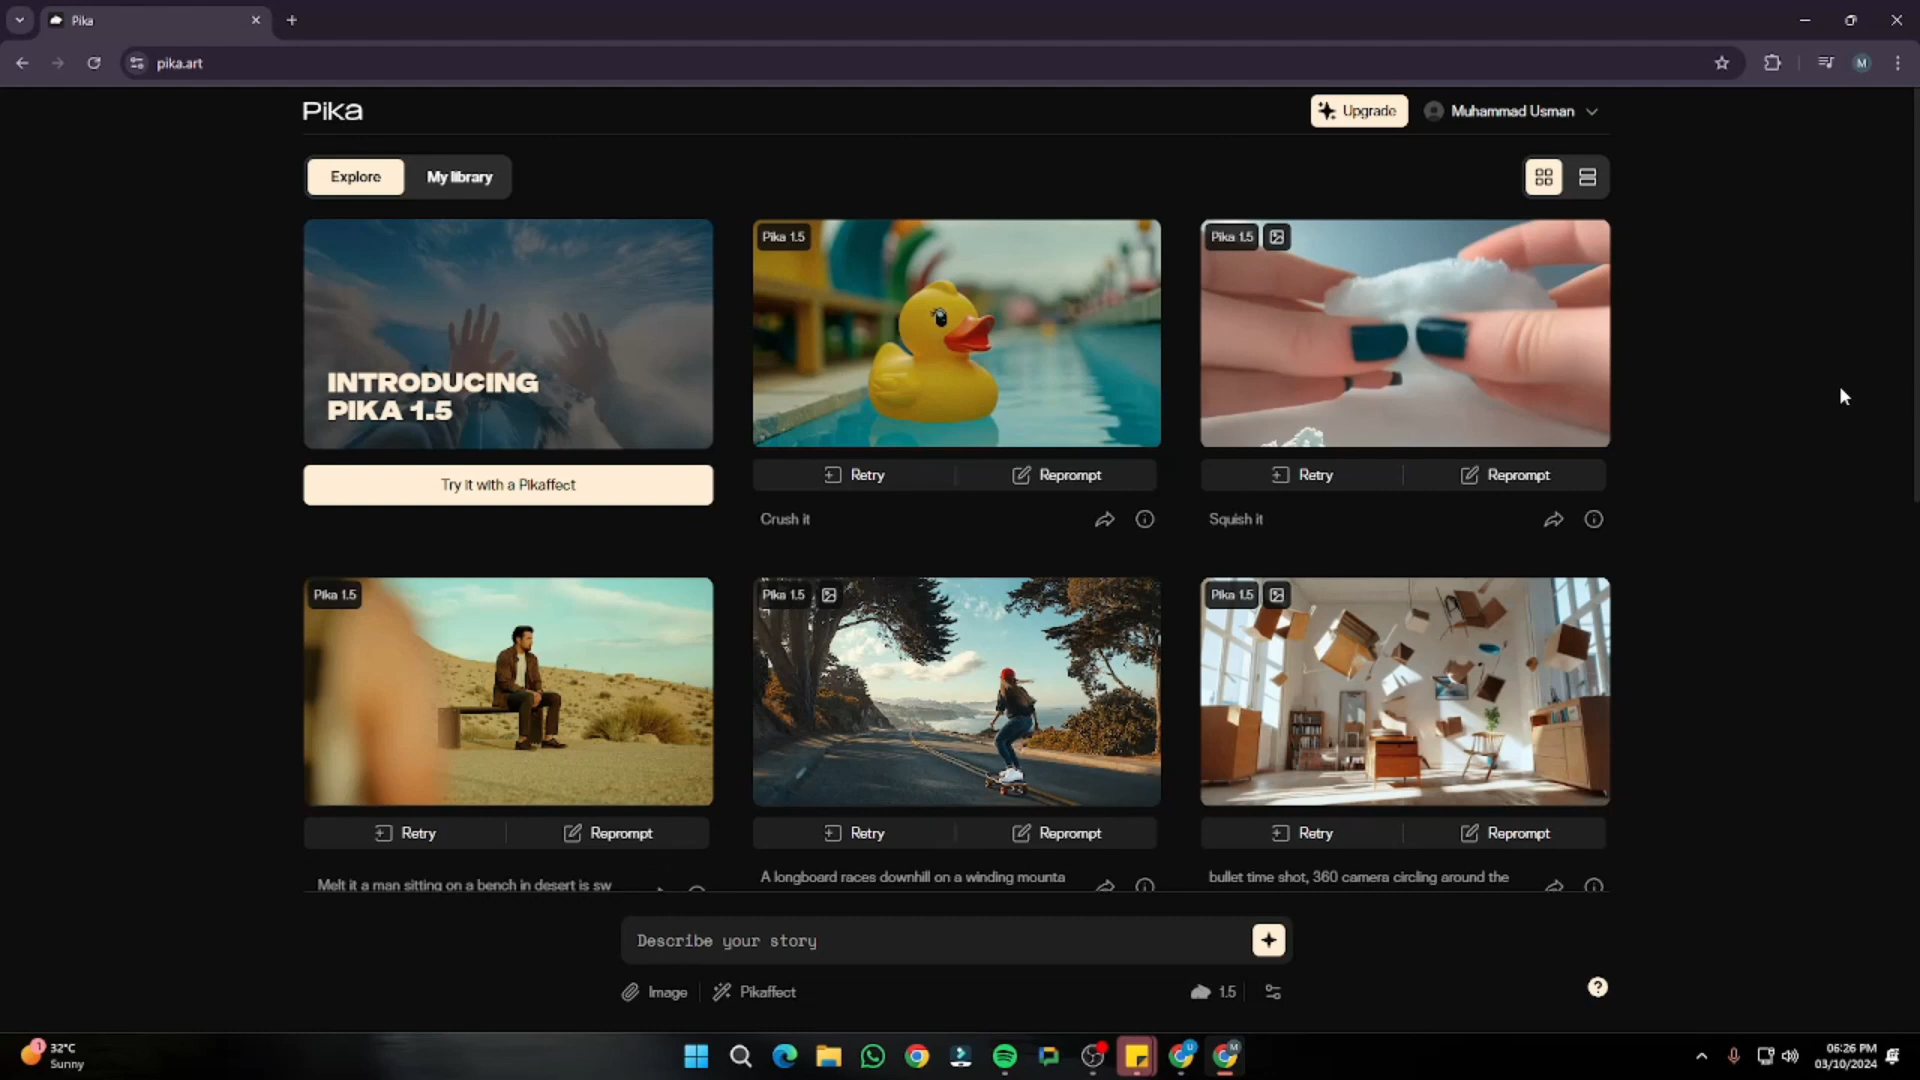 Pika
pika.art
M
Pika
Upgrade
Muhammad Usman
Explore
My library
INTRODUCING
PIKA 1.5
Try it with a Pikaffect
Pika 1.5
Retry
Reprompt
Crush it
Pika 1.5
Retry
Reprompt
Squish it
Pika 1.5
Retry
Reprompt
Melt it a man sitting on a bench in desert is sw
Pika 1.5
Retry
Reprompt
A longboard races downhill on a winding mounta
Pika 1.5
Retry
Reprompt
bullet time shot, 360 camera circling around the
Describe your story
Image
Pikaffect
1.5
?
1
32°C
Sunny
U
M
06:26 PM
03/10/2024